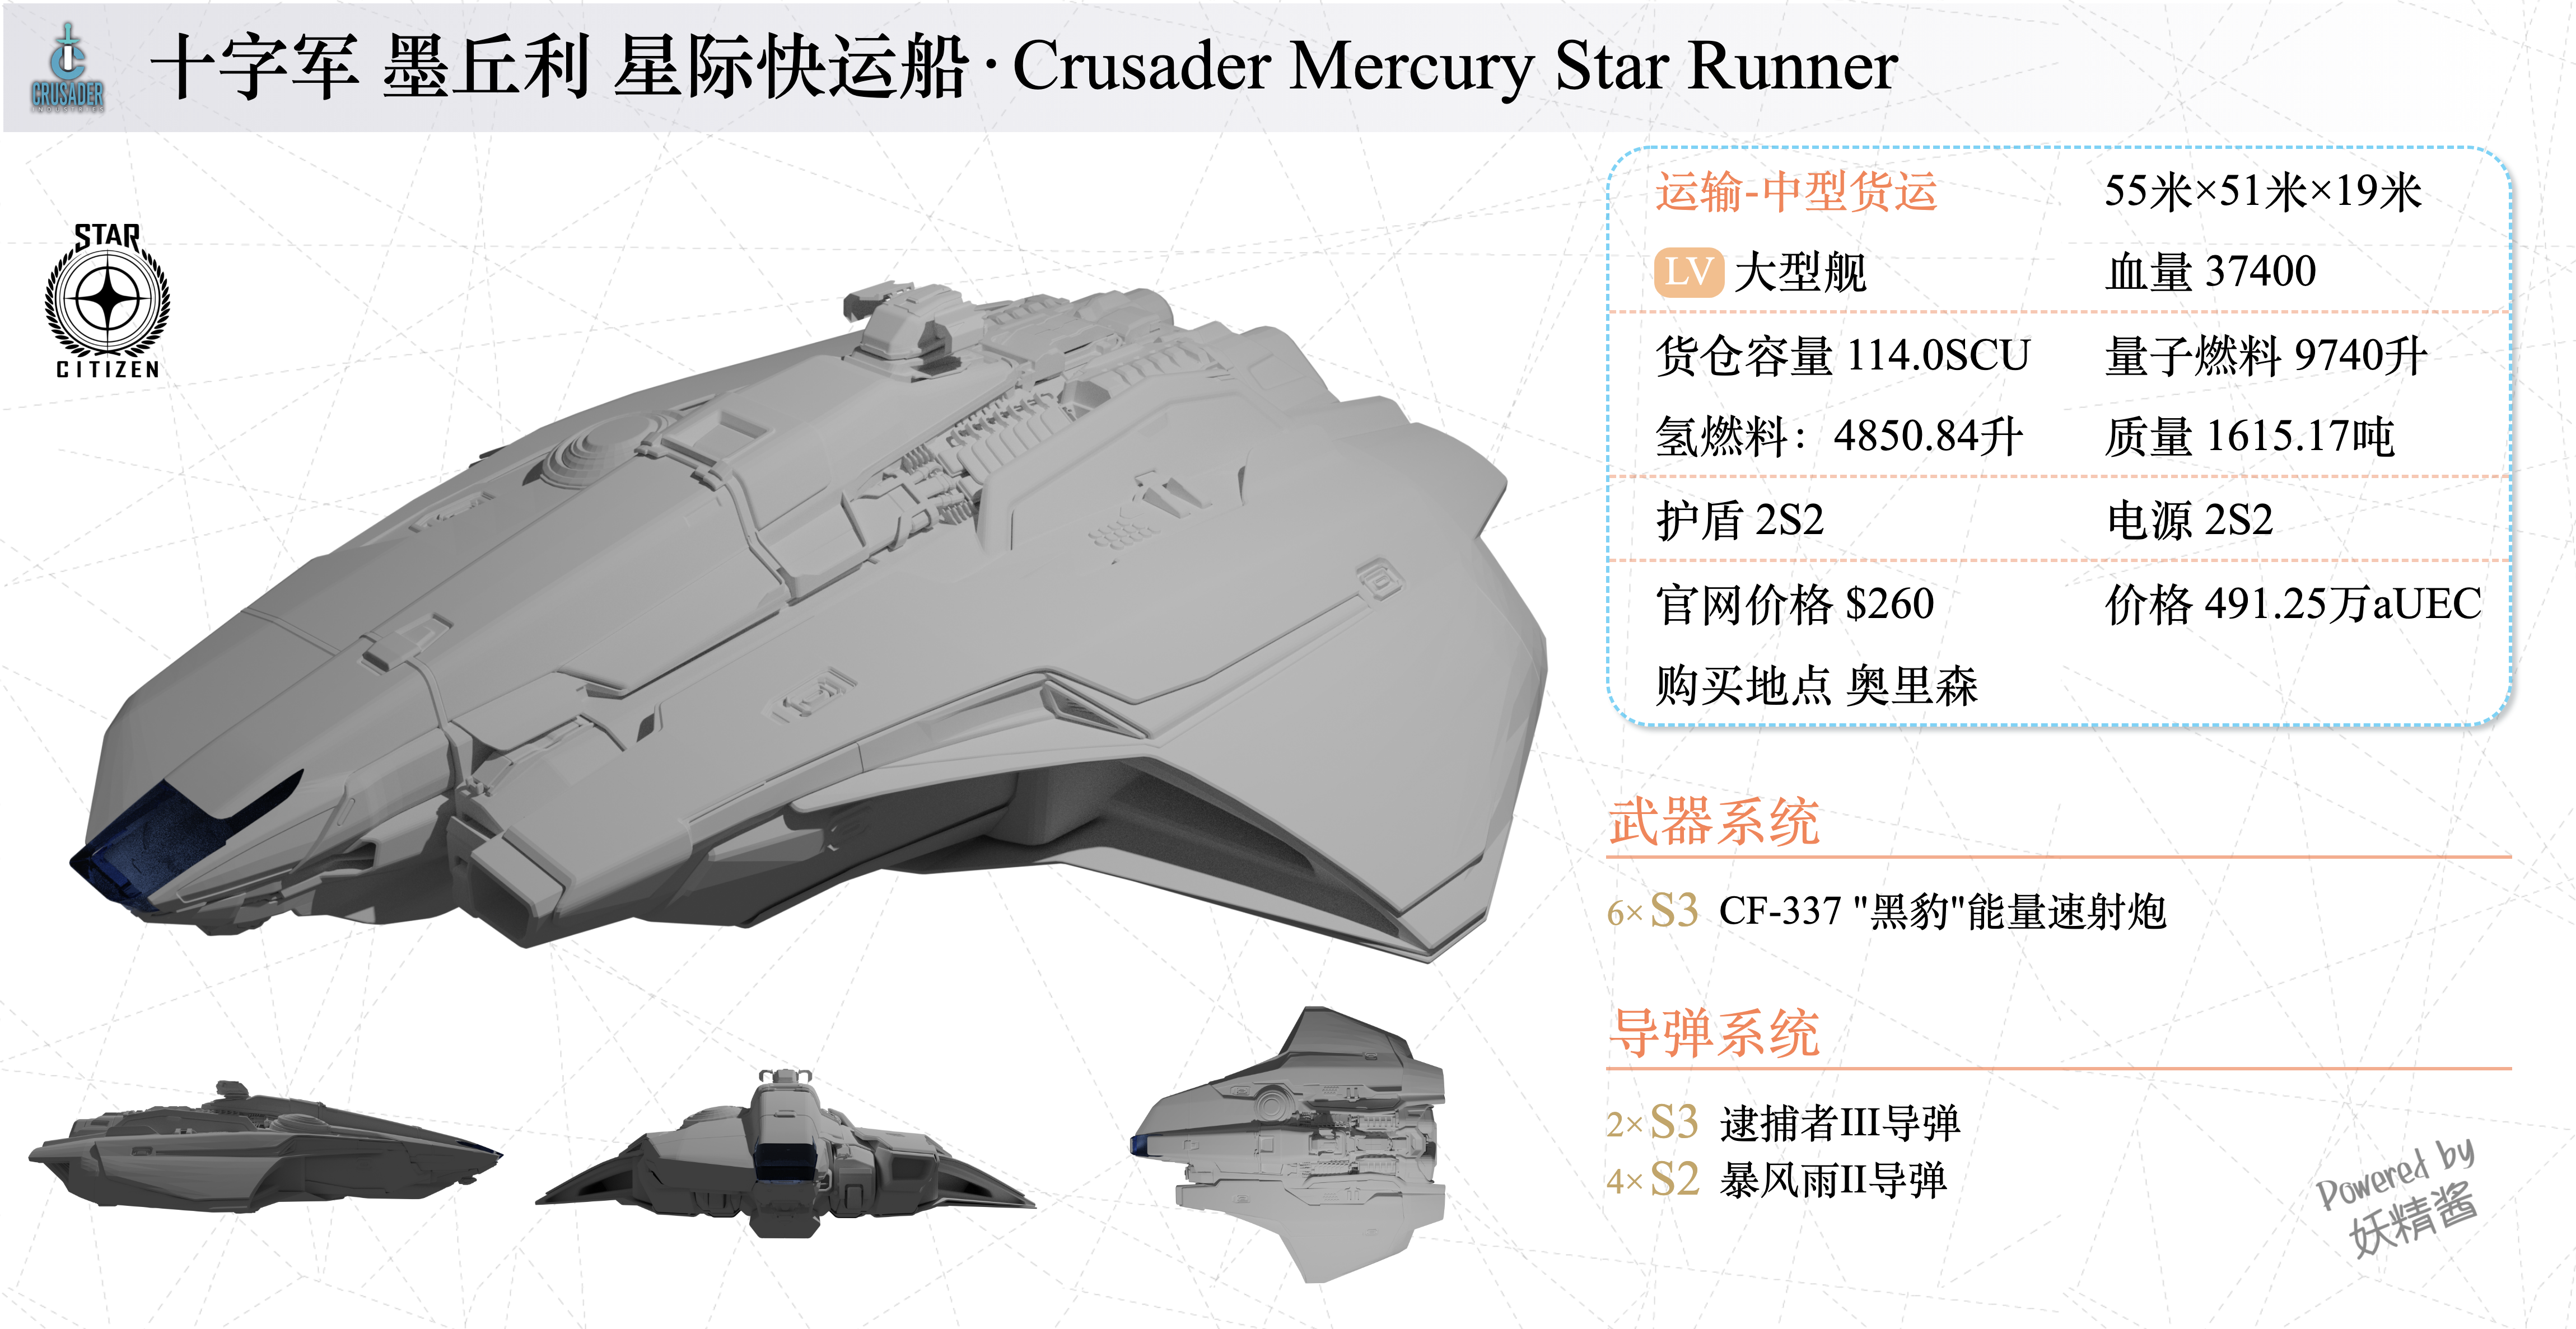 CRUSADER
INDUSTRIES
十字军 墨丘利 星际快运船·Crusader Mercury Star Runner
STAR
CITIZEN
运输-中型货运 55米×51米×19米
LV 大型舰 血量 37400
货仓容量 114.0SCU 量子燃料 9740升
氢燃料：4850.84升 质量 1615.17吨
护盾 2S2 电源 2S2
官网价格 $260 价格 491.25万aUEC
购买地点 奥里森
武器系统
6× S3 CF-337 "黑豹"能量速射炮
导弹系统
2× S3 逮捕者III导弹
4× S2 暴风雨II导弹
Powered by
妖精酱